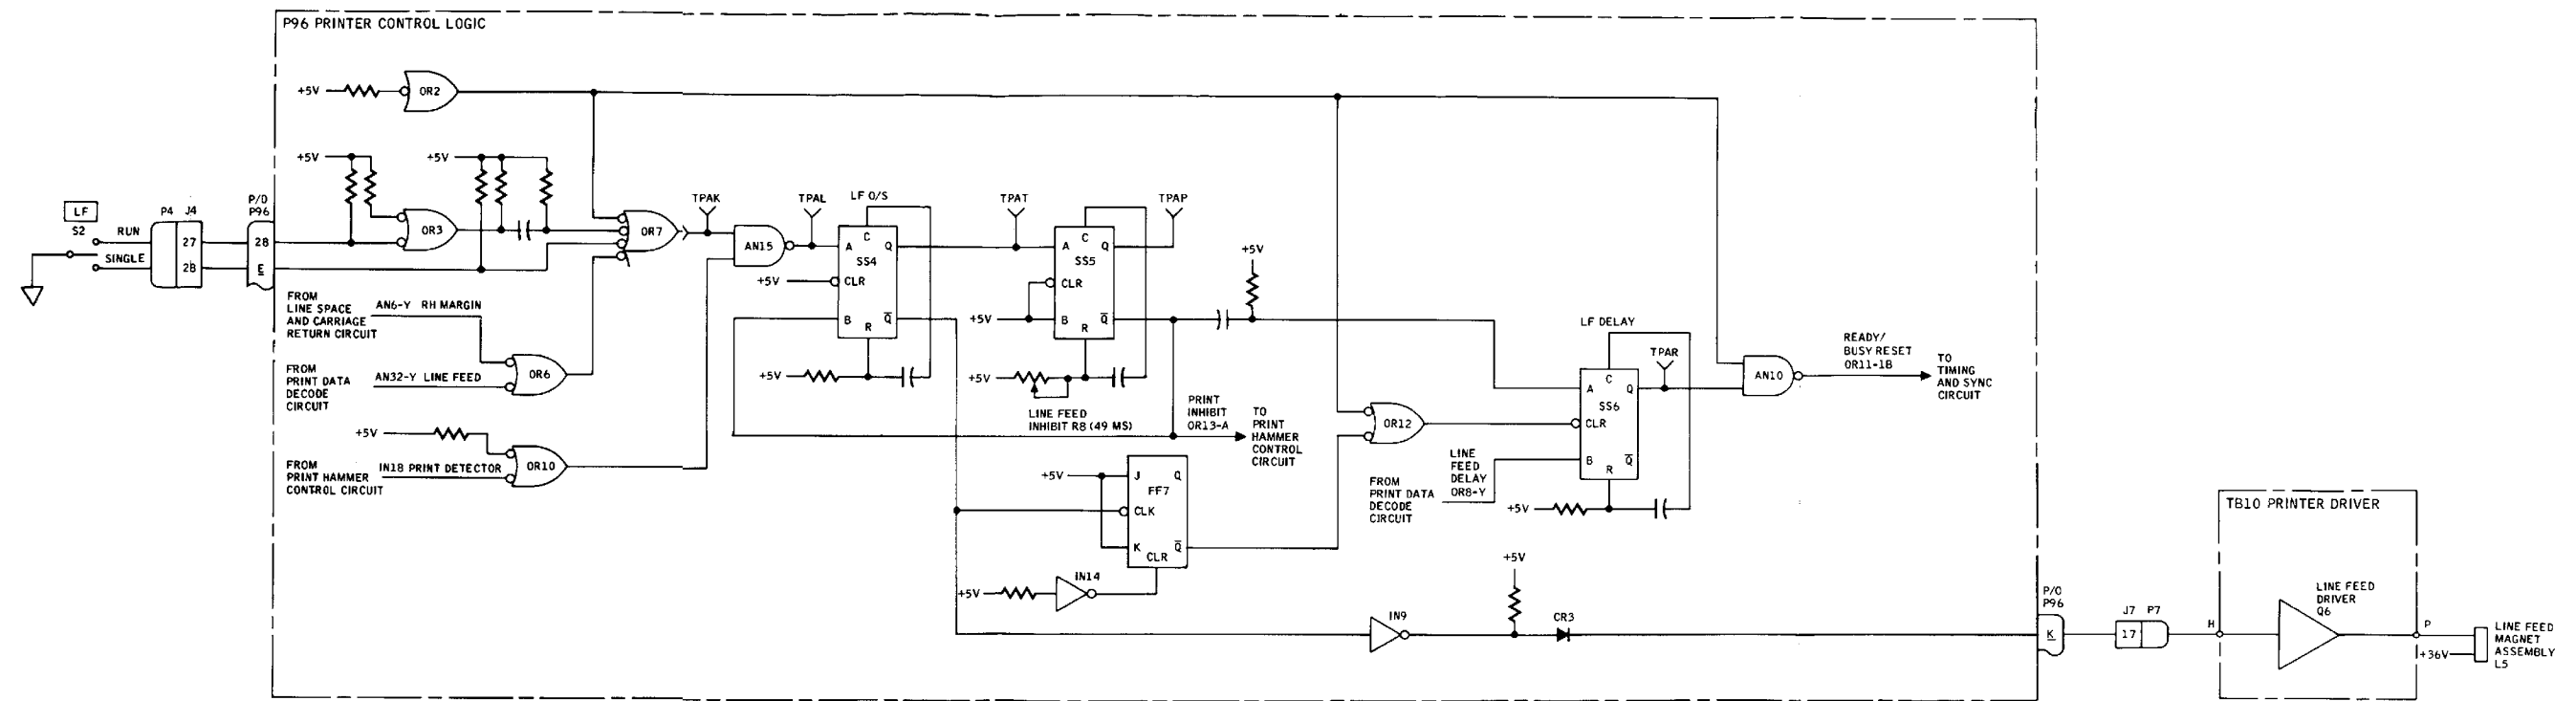 P96 PRINTER CONTROL LOGIC
+5V
OR2
+5V
+5V
LF
S2
RUN
SINGLE
P4 J4
27
28
P/O
P96
28
E
OR3
OR7
TPAK
AN15
TPAL
LF O/S
A
C
Q
SS4
+5V
CLR
B
R
Q
+5V
TPAT
A
C
Q
SS5
CLR
+5V
B
R
Q
+5V
TPAP
LINE FEED
INHIBIT R8 (49 MS)
FROM
LINE SPACE
AND CARRIAGE
RETURN CIRCUIT
AN6-Y RH MARGIN
OR6
FROM
PRINT DATA
DECODE
CIRCUIT
AN32-Y LINE FEED
+5V
OR10
FROM
PRINT HAMMER
CONTROL CIRCUIT
IN18 PRINT DETECTOR
+5V
PRINT
INHIBIT
OR13-A
TO
PRINT
HAMMER
CONTROL
CIRCUIT
+5V
J
Q
FF7
CLK
K
CLR
Q
+5V
IN14
OR12
LF DELAY
A
C
Q
SS6
CLR
B
R
Q
+5V
TPAR
LINE
FEED
DELAY
OR8-Y
FROM
PRINT DATA
DECODE
CIRCUIT
AN10
READY/
BUSY RESET
OR11-1B
TO
TIMING
AND SYNC
CIRCUIT
IN9
+5V
CR3
P/O
P96
K
J7 P7
17
H
TB10 PRINTER DRIVER
LINE FEED
DRIVER
Q6
P
+36V
LINE FEED
MAGNET
ASSEMBLY
L5